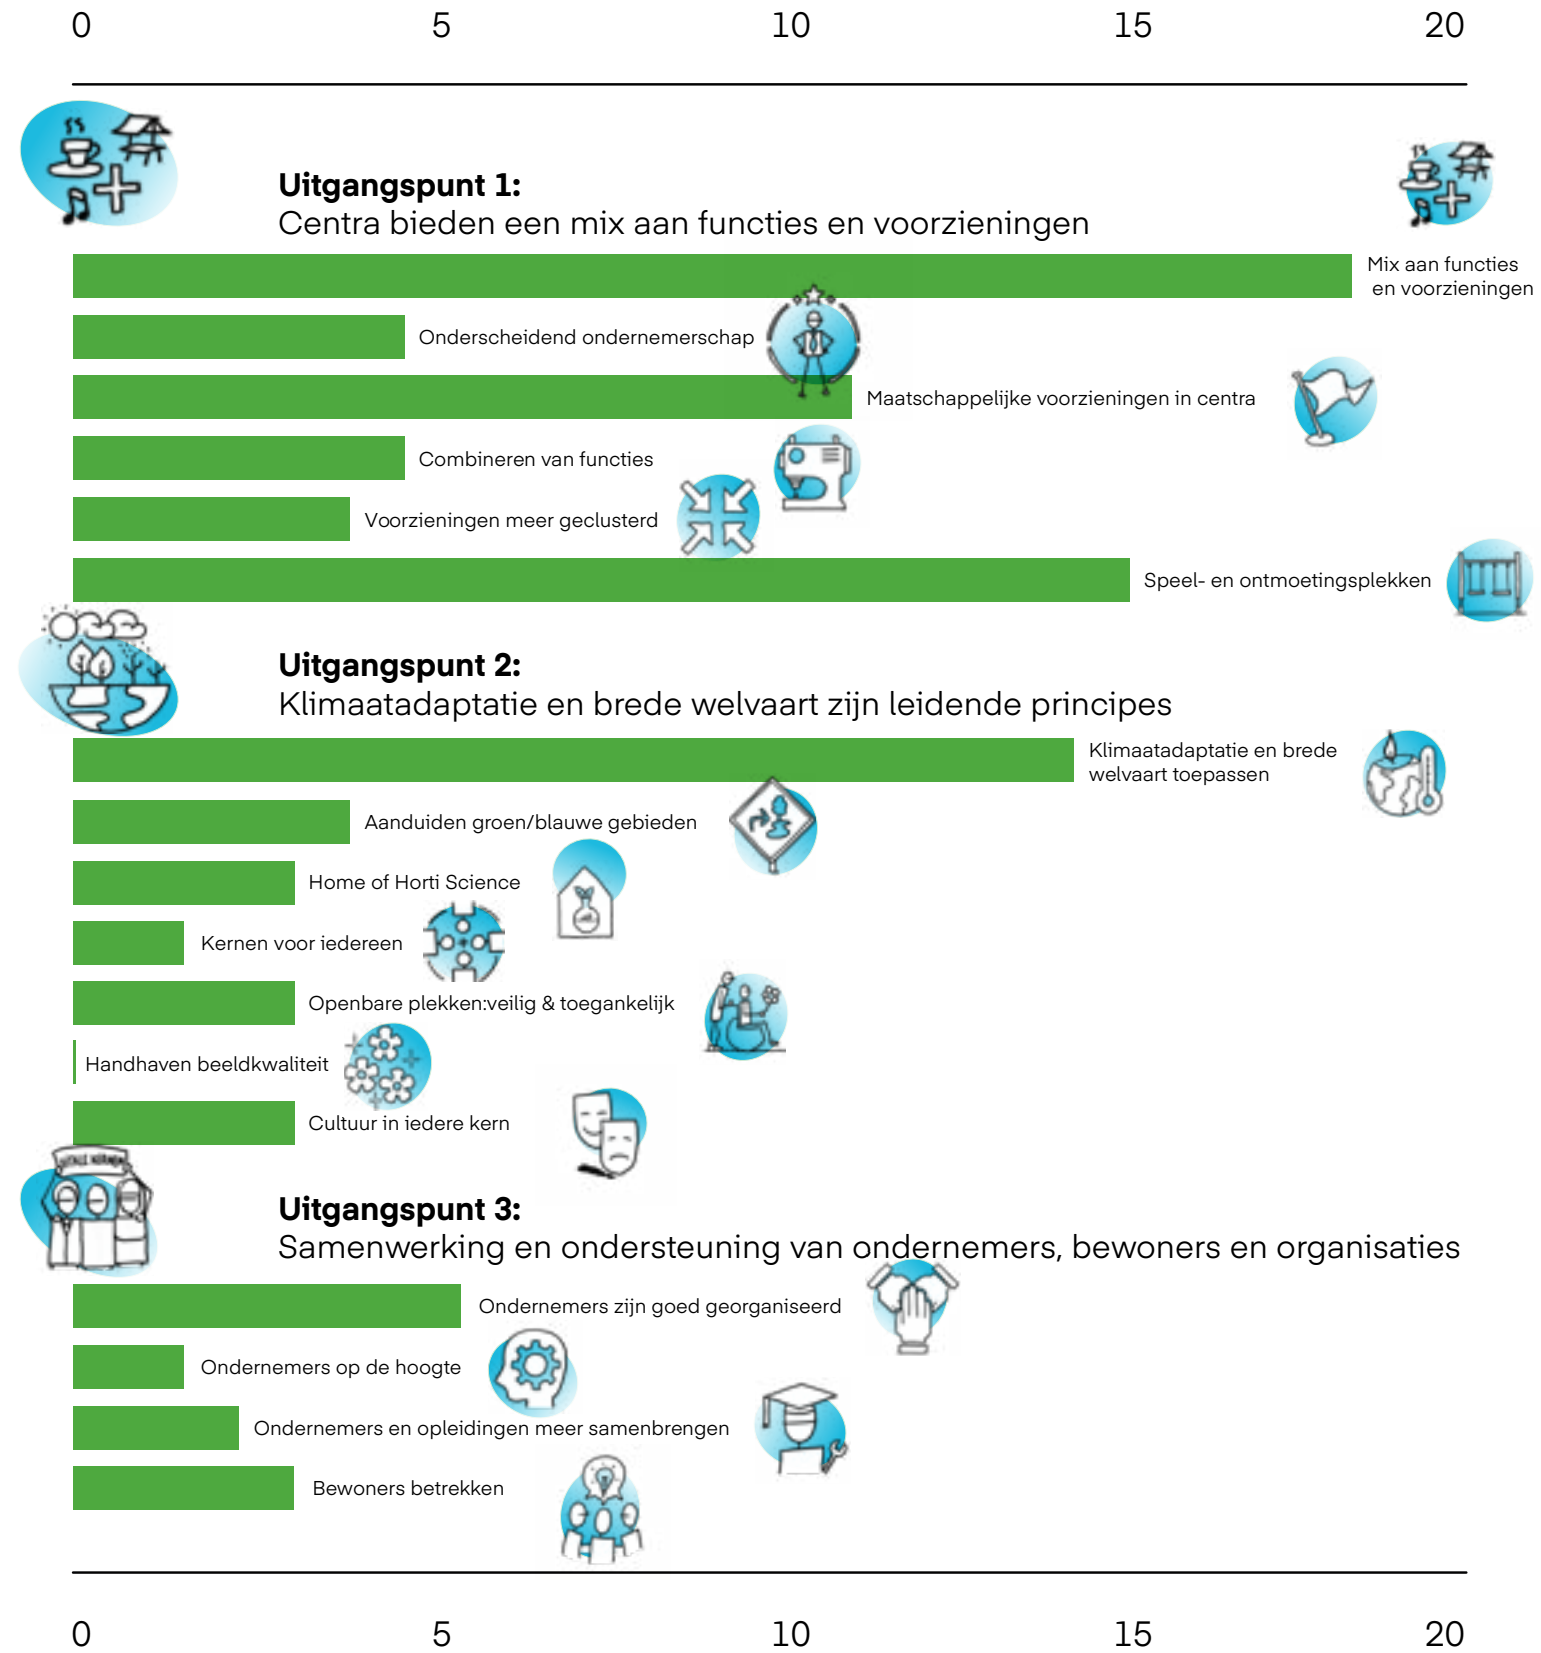 0 5 10 15 20
Uitgangspunt 1:
Centra bieden een mix aan functies en voorzieningen
Mix aan functies
en voorzieningen
Onderscheidend ondernemerschap
Maatschappelijke voorzieningen in centra
Combineren van functies
Voorzieningen meer geclusterd
Speel- en ontmoetingsplekken
Uitgangspunt 2:
Klimaatadaptatie en brede welvaart zijn leidende principes
Klimaatadaptatie en brede
welvaart toepassen
Aanduiden groen/blauwe gebieden
Home of Horti Science
Kernen voor iedereen
Openbare plekken:veilig & toegankelijk
Handhaven beeldkwaliteit
Cultuur in iedere kern
Uitgangspunt 3:
Samenwerking en ondersteuning van ondernemers, bewoners en organisaties
Ondernemers zijn goed georganiseerd
Ondernemers op de hoogte
Ondernemers en opleidingen meer samenbrengen
Bewoners betrekken
0 5 10 15 20